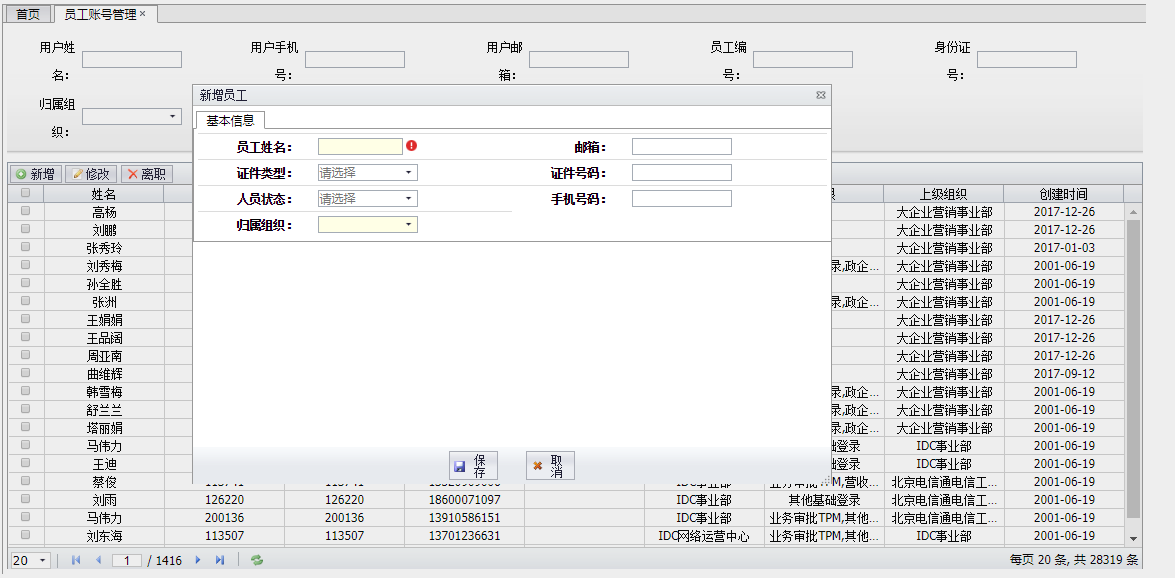 首页 员工账号管理
用户姓名： 用户手机号： 用户邮箱： 员工编号： 身份证号：
归属组织：
新增员工
基本信息
员工姓名： 邮箱：
证件类型： 请选择 证件号码：
人员状态： 请选择 手机号码：
归属组织：
新增 修改 离职
姓名 上级组织 创建时间
高杨 大企业营销事业部 2017-12-26
刘鹏 大企业营销事业部 2017-12-26
张秀玲 大企业营销事业部 2017-01-03
刘秀梅 录,政企... 大企业营销事业部 2001-06-19
孙全胜 大企业营销事业部 2001-06-19
张洲 录,政企... 大企业营销事业部 2001-06-19
王娟娟 大企业营销事业部 2017-12-26
王品阔 大企业营销事业部 2017-12-26
周亚南 大企业营销事业部 2017-12-26
曲维辉 大企业营销事业部 2017-09-12
韩雪梅 录,政企... 大企业营销事业部 2001-06-19
舒兰兰 录,政企... 大企业营销事业部 2001-06-19
塔丽娟 录,政企... 大企业营销事业部 2001-06-19
马伟力 登录 IDC事业部 2001-06-19
王迪 登录 IDC事业部 2001-06-19
保存 取消
蔡俊 IDC事业部 业务审批TPM,营收... 北京电信通电信工... 2001-06-19
刘雨 126220 126220 18600071097 IDC事业部 其他基础登录 北京电信通电信工... 2001-06-19
马伟力 200136 200136 13910586151 IDC事业部 业务审批TPM,其他... 北京电信通电信工... 2001-06-19
刘东海 113507 113507 13701236631 IDC网络运营中心 业务审批TPM,其他... IDC事业部 2001-06-19
20 1 / 1416 每页 20 条, 共 28319 条